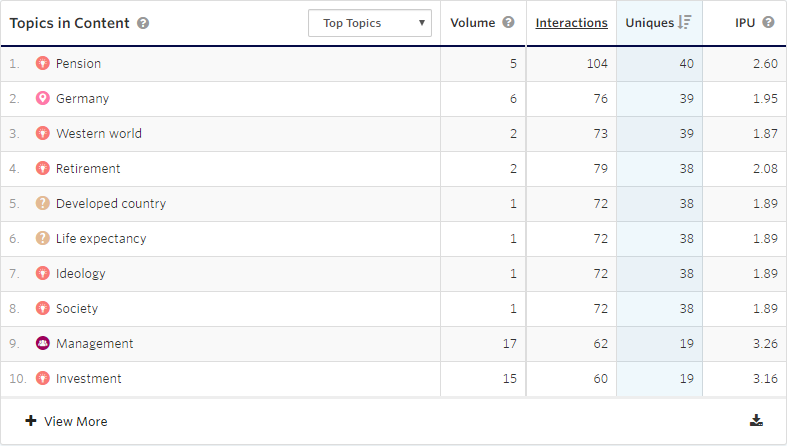 Topics in Content ? Top Topics ▼ Volume ? Interactions Uniques IPU ?
1. Pension 5 104 40 2.60
2. Germany 6 76 39 1.95
3. Western world 2 73 39 1.87
4. Retirement 2 79 38 2.08
5. ? Developed country 1 72 38 1.89
6. ? Life expectancy 1 72 38 1.89
7. Ideology 1 72 38 1.89
8. Society 1 72 38 1.89
9. Management 17 62 19 3.26
10. Investment 15 60 19 3.16
+ View More